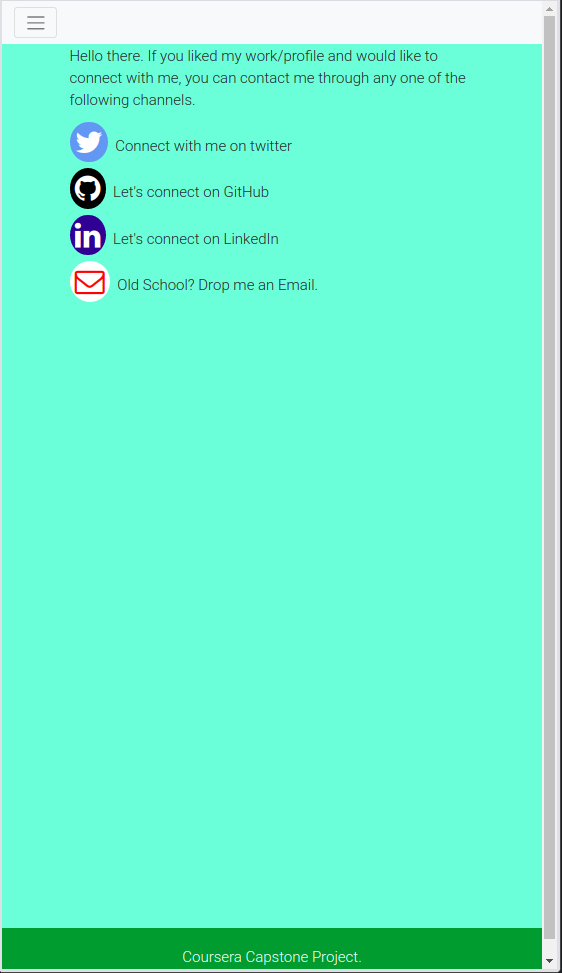 Hello there. If you liked my work/profile and would like to
connect with me, you can contact me through any one of the
following channels.
Connect with me on twitter
Let's connect on GitHub
in Let's connect on LinkedIn
Old School? Drop me an Email.
Coursera Capstone Project.